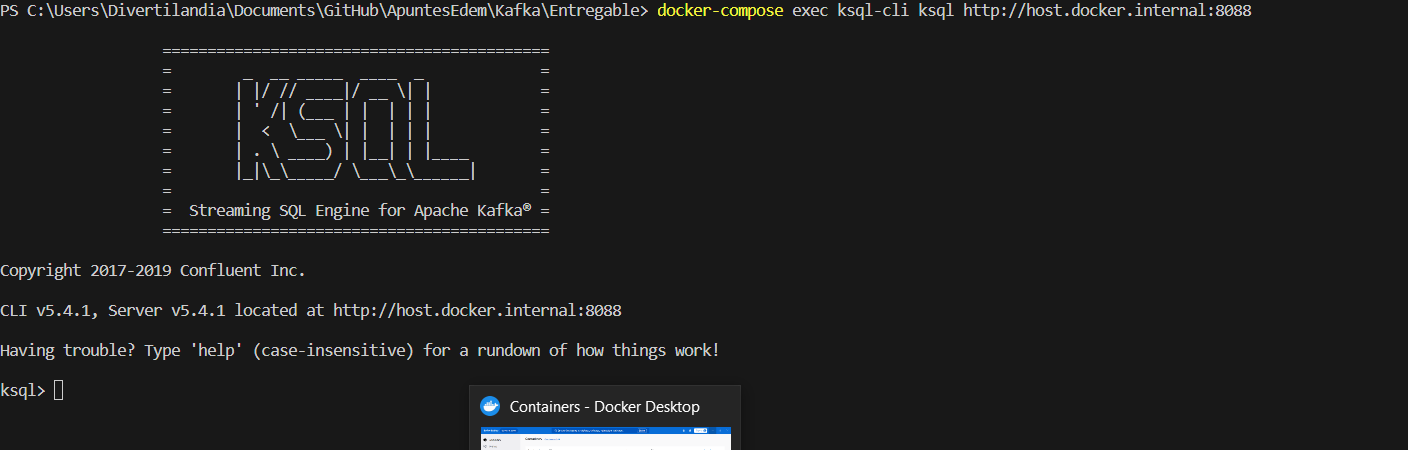 PS C:\Users\Divertilandia\Documents\GitHub\ApuntesEdem\Kafka\Entregable> docker-compose exec ksql-cli ksql http://host.docker.internal:8088
===========================================
=        _  __ _____  ____  _             =
=       | |/ // ____|/ __ \| |            =
=       | ' /| (___ | |  | | |            =
=       |  <  \___ \| |  | | |            =
=       | . \ ____) | |__| | |____        =
=       |_|\_\_____/ \___\_\______|       =
=                                         =
=  Streaming SQL Engine for Apache Kafka® =
===========================================
Copyright 2017-2019 Confluent Inc.
CLI v5.4.1, Server v5.4.1 located at http://host.docker.internal:8088
Having trouble? Type 'help' (case-insensitive) for a rundown of how things work!
ksql>
Containers - Docker Desktop